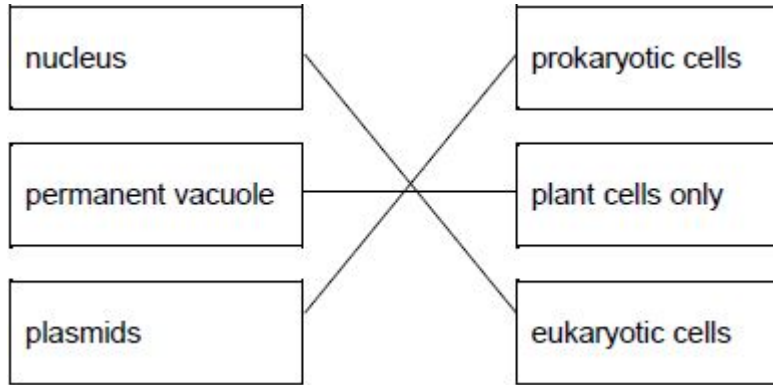 nucleus
prokaryotic cells
permanent vacuole
plant cells only
plasmids
eukaryotic cells